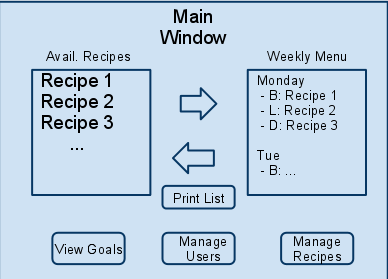 Main
Window
Avail. Recipes
Recipe 1
Recipe 2
Recipe 3
...
Weekly Menu
Monday
- B: Recipe 1
- L: Recipe 2
- D: Recipe 3
Tue
- B: ...
Print List
View Goals
Manage
Users
Manage
Recipes